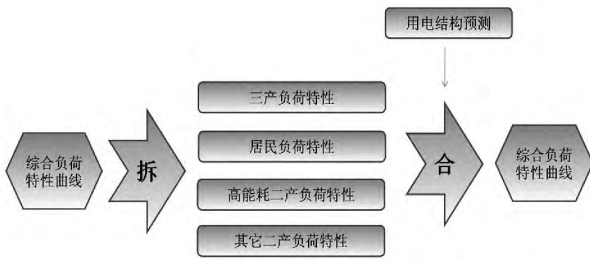 用电结构预测
三产负荷特性
综合负荷
特性曲线
拆
居民负荷特性
高能耗二产负荷特性
其它二产负荷特性
合
综合负荷
特性曲线